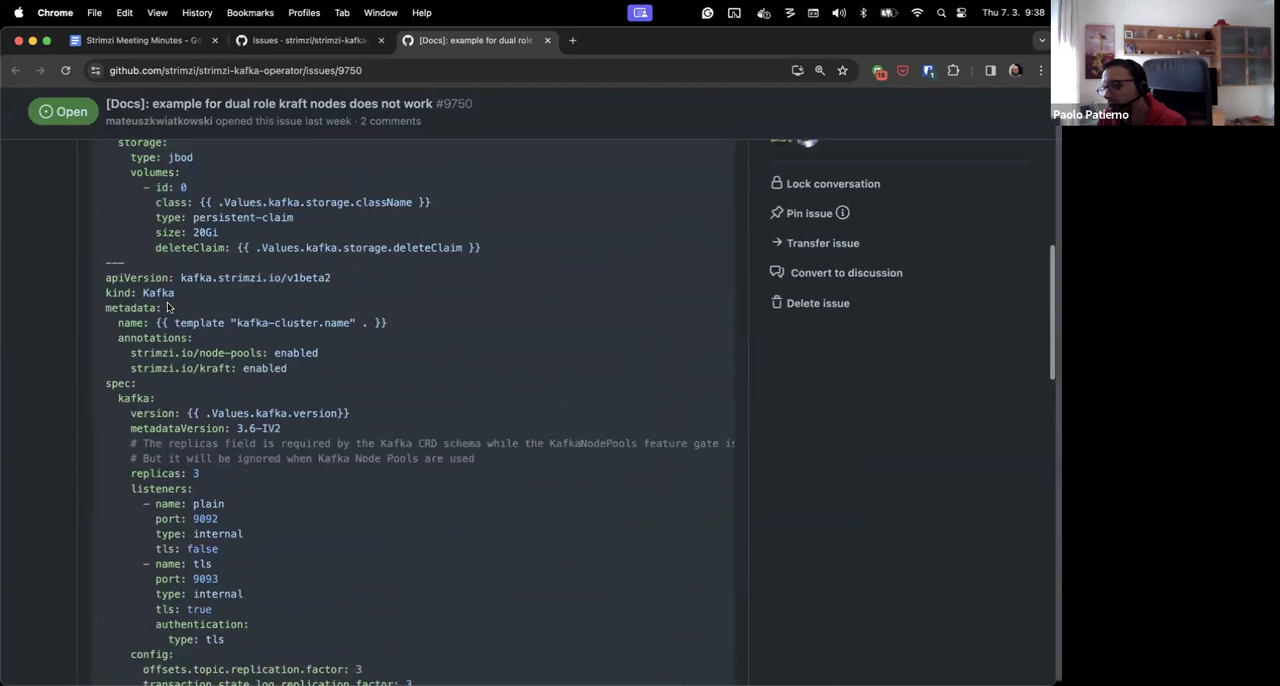 Chrome File Edit View History Bookmarks Profiles Tab Window Help Thu 7. 3. 9:38
Strimzi Meeting Minutes - Go
Issues · strimzi/strimzi-kafka-
[Docs]: example for dual role
github.com/strimzi/strimzi-kafka-operator/issues/9750
18
Paolo Patierno
Open
[Docs]: example for dual role kraft nodes does not work #9750
mateuszkwiatkowski opened this issue last week · 2 comments
storage:
type: jbod
volumes:
- id: 0
class: {{ .Values.kafka.storage.className }}
type: persistent-claim
size: 20Gi
deleteClaim: {{ .Values.kafka.storage.deleteClaim }}
---
apiVersion: kafka.strimzi.io/v1beta2
kind: Kafka
metadata:
name: {{ template "kafka-cluster.name" . }}
annotations:
strimzi.io/node-pools: enabled
strimzi.io/kraft: enabled
spec:
kafka:
version: {{ .Values.kafka.version}}
metadataVersion: 3.6-IV2
# The replicas field is required by the Kafka CRD schema while the KafkaNodePools feature gate is
# But it will be ignored when Kafka Node Pools are used
replicas: 3
listeners:
- name: plain
port: 9092
type: internal
tls: false
- name: tls
port: 9093
type: internal
tls: true
authentication:
type: tls
config:
offsets.topic.replication.factor: 3
transaction.state.log.replication.factor: 3
Lock conversation
Pin issue
Transfer issue
Convert to discussion
Delete issue